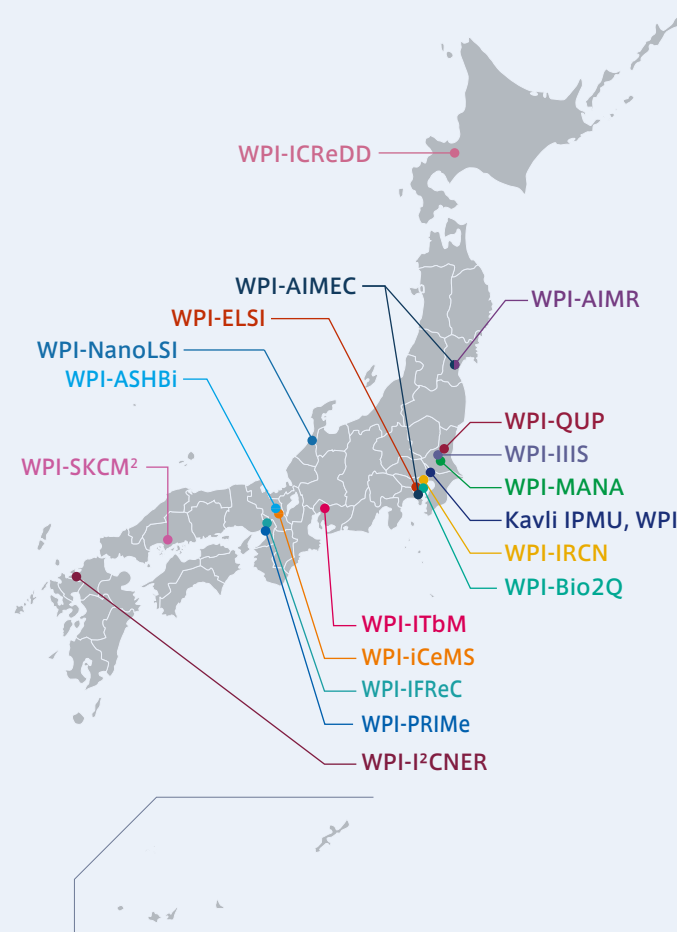 WPI-ICReDD
WPI-AIMEC
WPI-AIMR
WPI-ELSI
WPI-NanoLSI
WPI-ASHBi
WPI-QUP
WPI-IIIS
WPI-SKCM²
WPI-MANA
Kavli IPMU, WPI
WPI-IRCN
WPI-Bio2Q
WPI-ITbM
WPI-iCeMS
WPI-IFReC
WPI-PRIMe
WPI-I²CNER